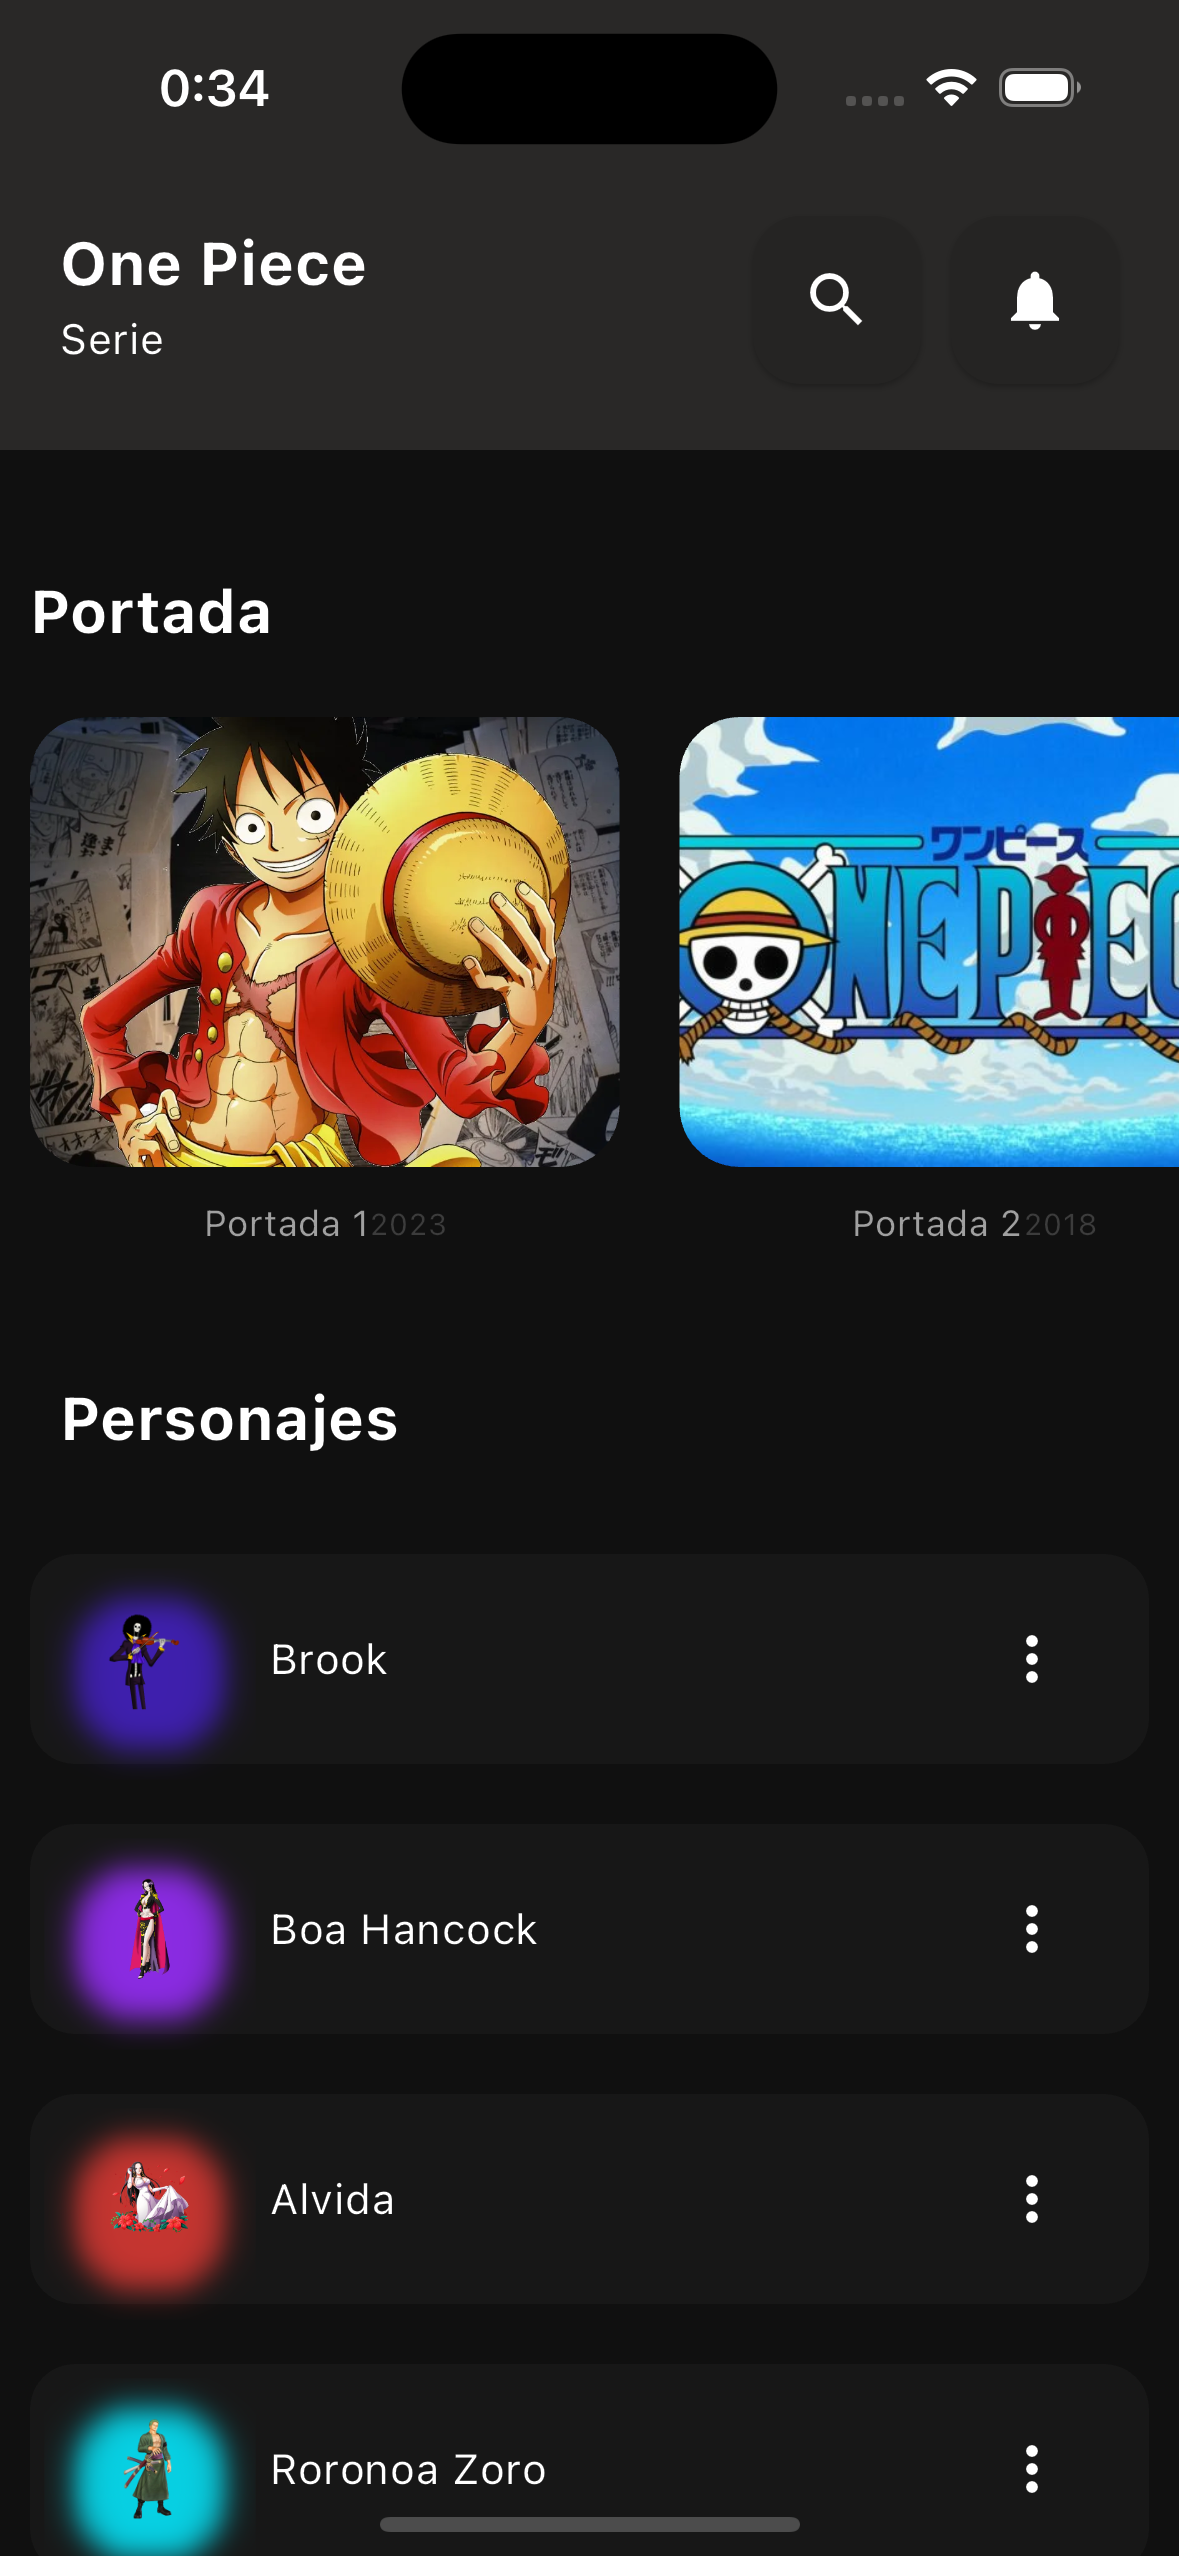 0:34
One Piece
Serie
Portada
ワンピース
ONE PIEC
Portada 12023
Portada 22018
Personajes
Brook
Boa Hancock
Alvida
Roronoa Zoro